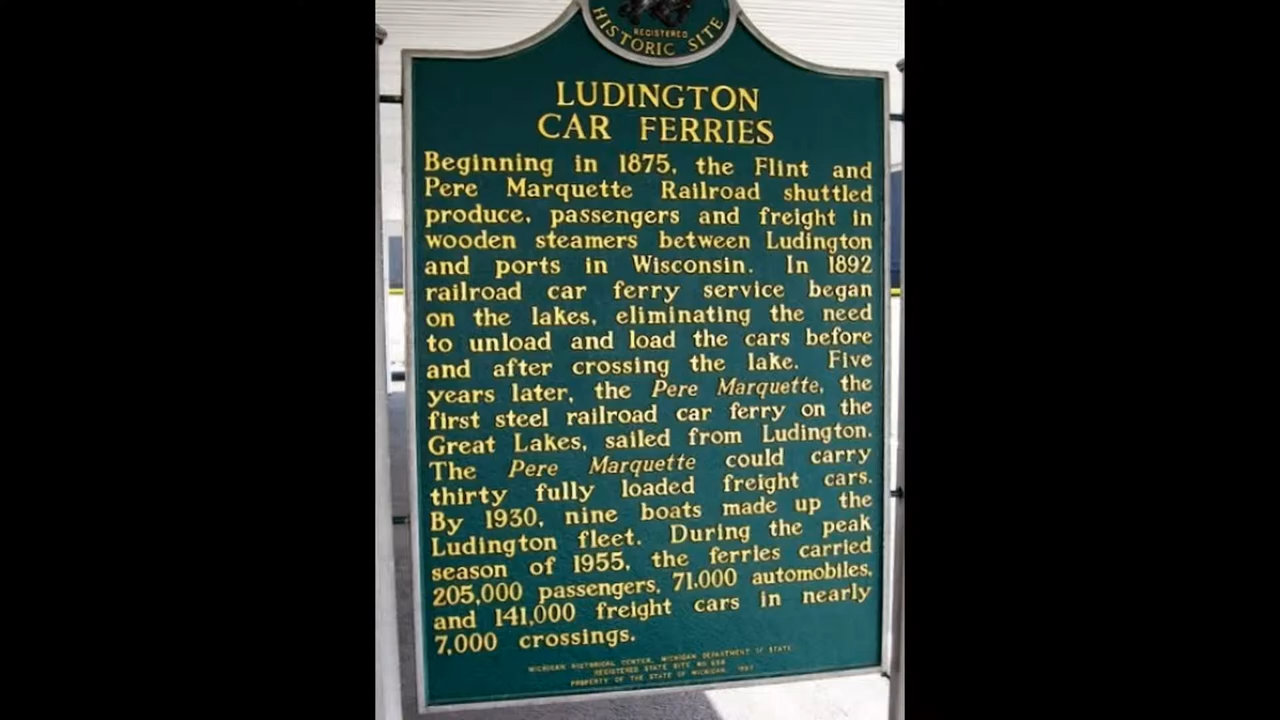 REGISTERED
HISTORIC SITE
LUDINGTON
CAR FERRIES
Beginning in 1875, the Flint and
Pere Marquette Railroad shuttled
produce, passengers and freight in
wooden steamers between Ludington
and ports in Wisconsin. In 1892
railroad car ferry service began
on the lakes, eliminating the need
to unload and load the cars before
and after crossing the lake. Five
years later, the Pere Marquette, the
first steel railroad car ferry on the
Great Lakes, sailed from Ludington.
The Pere Marquette could carry
thirty fully loaded freight cars.
By 1930, nine boats made up the
Ludington fleet. During the peak
season of 1955, the ferries carried
205,000 passengers, 71,000 automobiles,
and 141,000 freight cars in nearly
7,000 crossings.
MICHIGAN HISTORICAL CENTER, MICHIGAN DEPARTMENT OF STATE
REGISTERED STATE SITE NO.
PROPERTY OF THE STATE OF MICHIGAN,